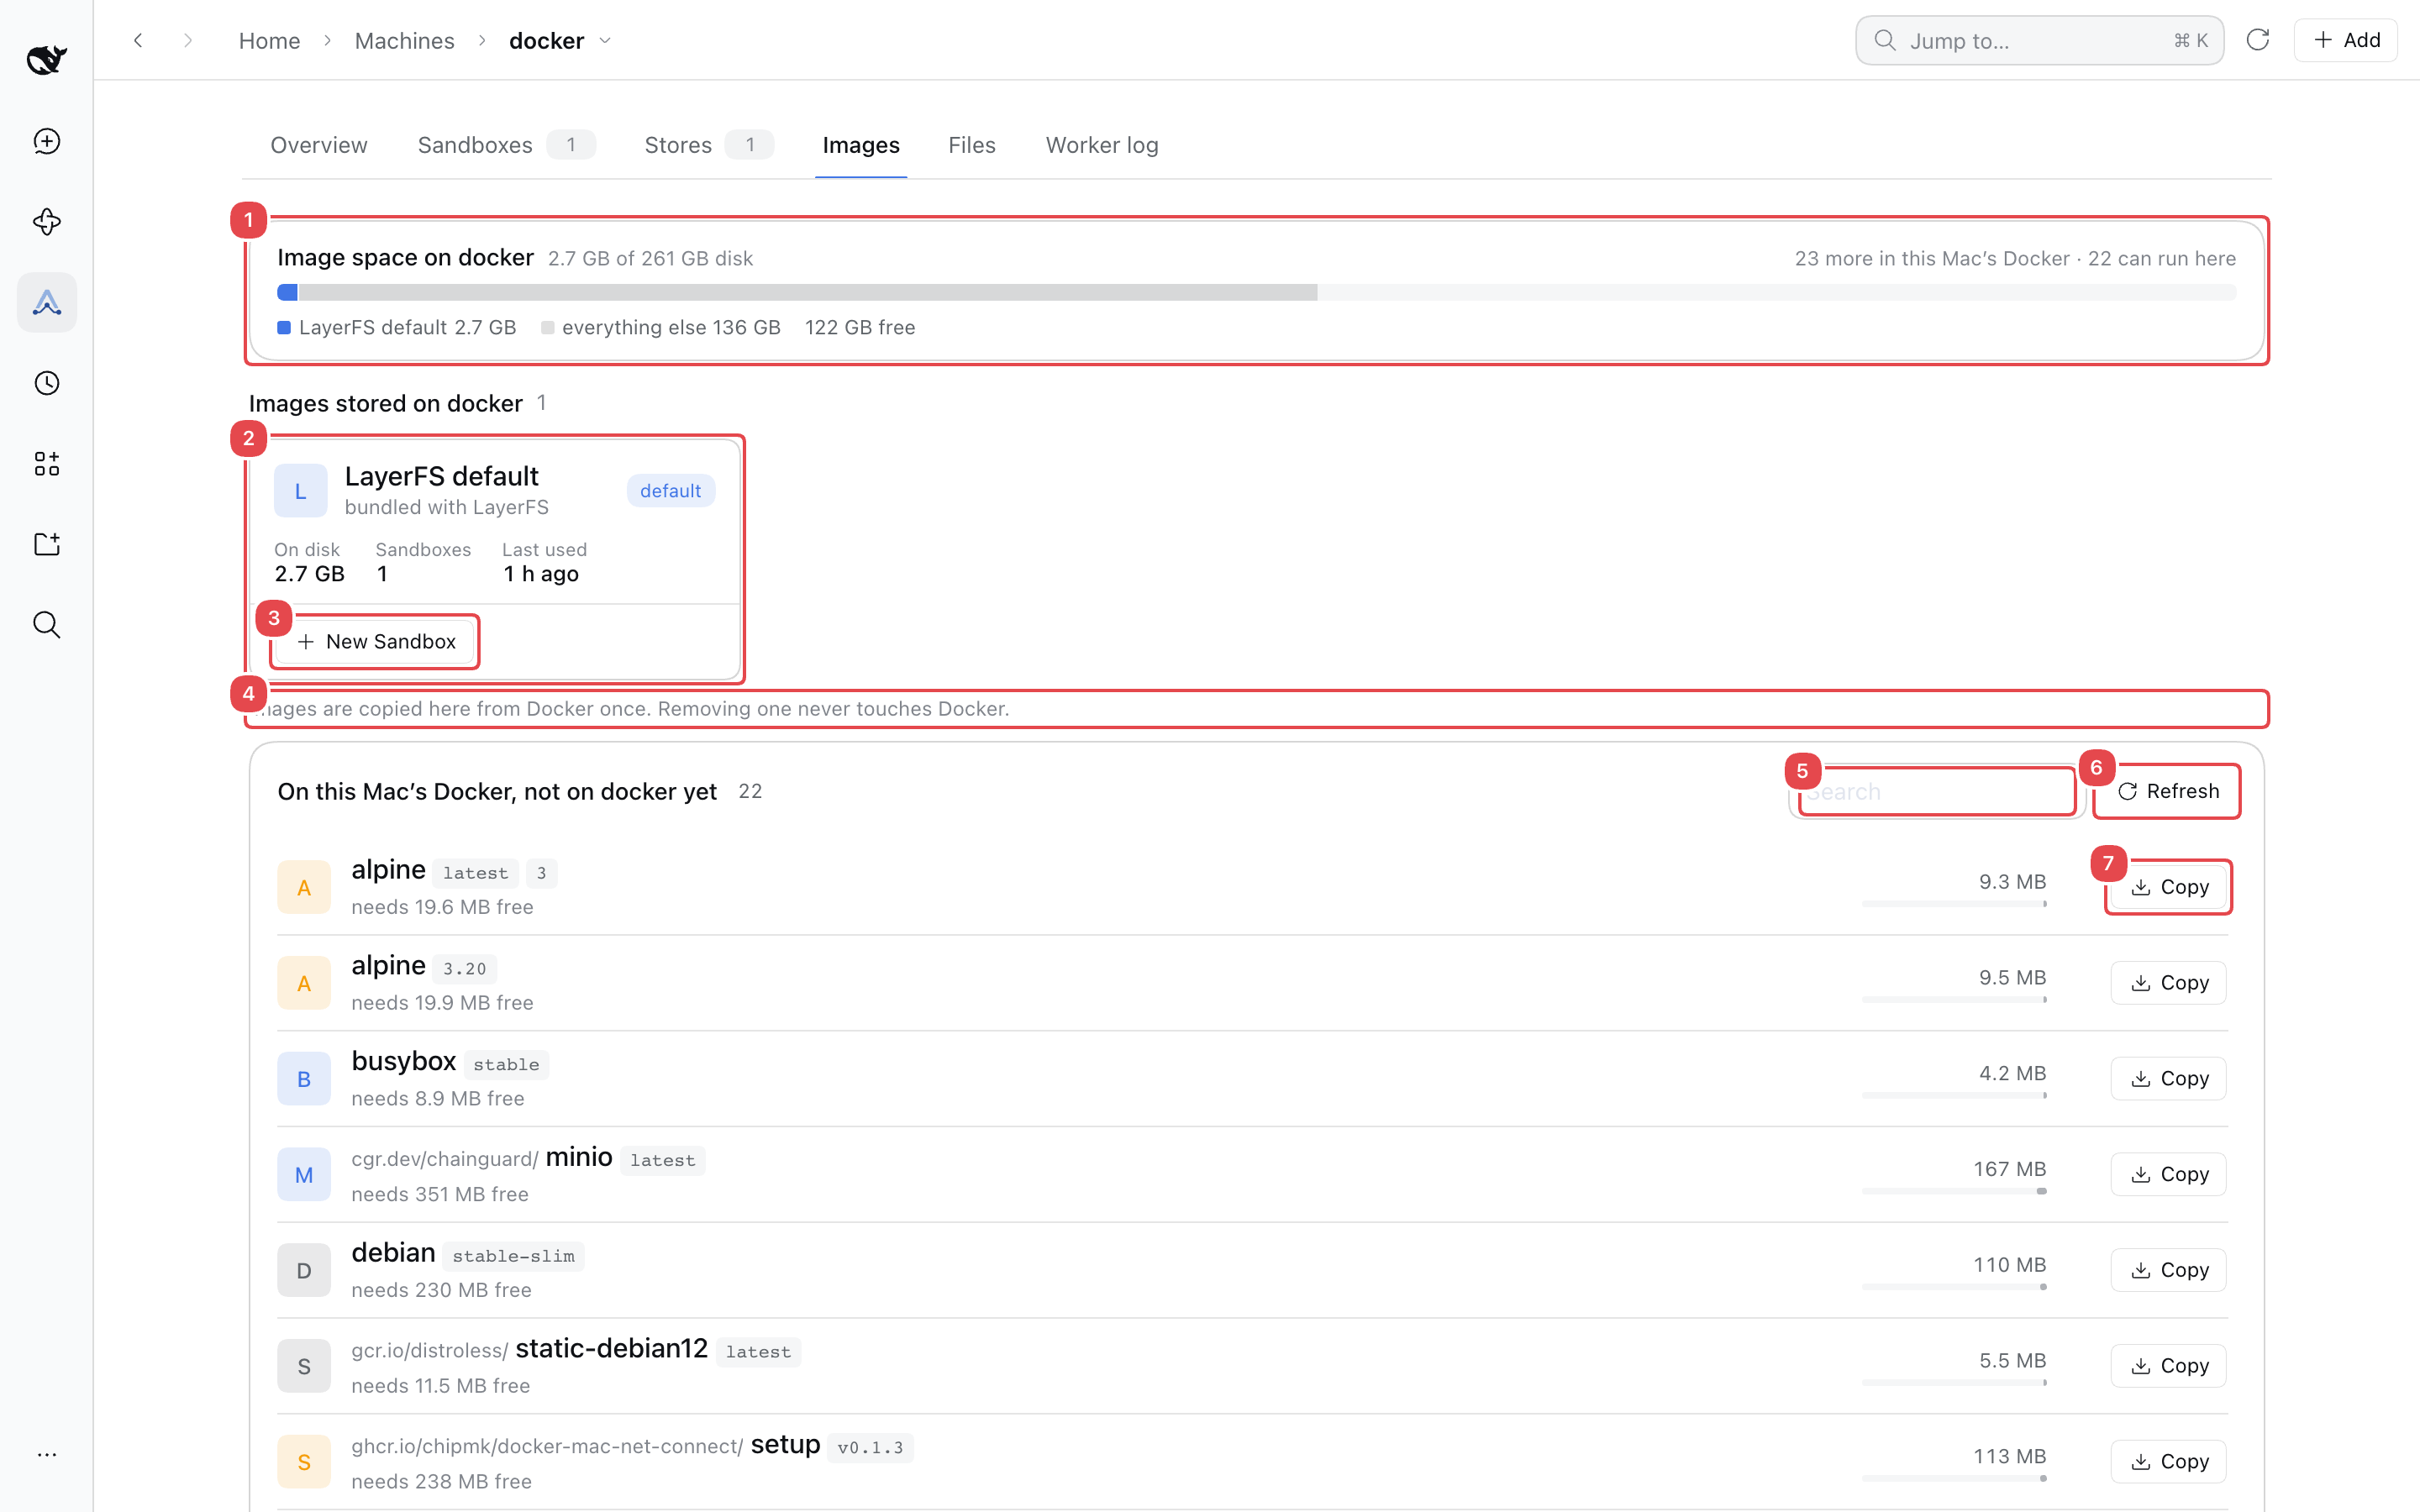 Home > Machines > docker
Jump to... ⌘ K
+ Add
Overview Sandboxes 1 Stores 1 Images Files Worker log
1
Image space on docker 2.7 GB of 261 GB disk
23 more in this Mac’s Docker · 22 can run here
LayerFS default 2.7 GB everything else 136 GB 122 GB free
Images stored on docker 1
2
L
LayerFS default
bundled with LayerFS
default
On disk Sandboxes Last used
2.7 GB 1 1 h ago
3
+ New Sandbox
4
are copied here from Docker once. Removing one never touches Docker.
On this Mac’s Docker, not on docker yet 22
5
6
Refresh
A
alpine latest 3
needs 19.6 MB free
9.3 MB
7
Copy
A
alpine 3.20
needs 19.9 MB free
9.5 MB
Copy
B
busybox stable
needs 8.9 MB free
4.2 MB
Copy
M
cgr.dev/chainguard/ minio latest
needs 351 MB free
167 MB
Copy
D
debian stable-slim
needs 230 MB free
110 MB
Copy
S
gcr.io/distroless/ static-debian12 latest
needs 11.5 MB free
5.5 MB
Copy
S
ghcr.io/chipmk/docker-mac-net-connect/ setup v0.1.3
needs 238 MB free
113 MB
Copy